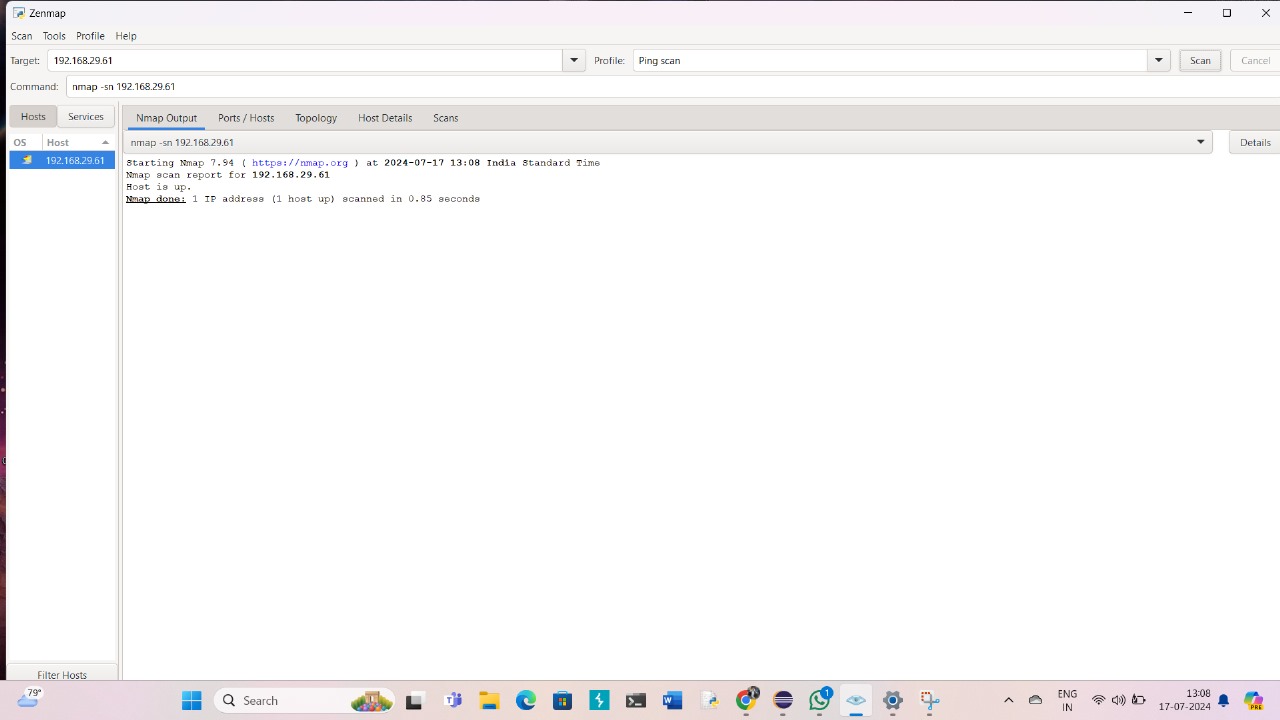 Zenmap
Scan Tools Profile Help
Target: 192.168.29.61 Profile: Ping scan Scan Cancel
Command: nmap -sn 192.168.29.61
Hosts Services Nmap Output Ports / Hosts Topology Host Details Scans
OS Host nmap -sn 192.168.29.61 Details
192.168.29.61
Starting Nmap 7.94 ( https://nmap.org ) at 2024-07-17 13:08 India Standard Time
Nmap scan report for 192.168.29.61
Host is up.
Nmap done: 1 IP address (1 host up) scanned in 0.85 seconds
Filter Hosts
79° Search 1 ENG 13:08
IN 17-07-2024 PRE